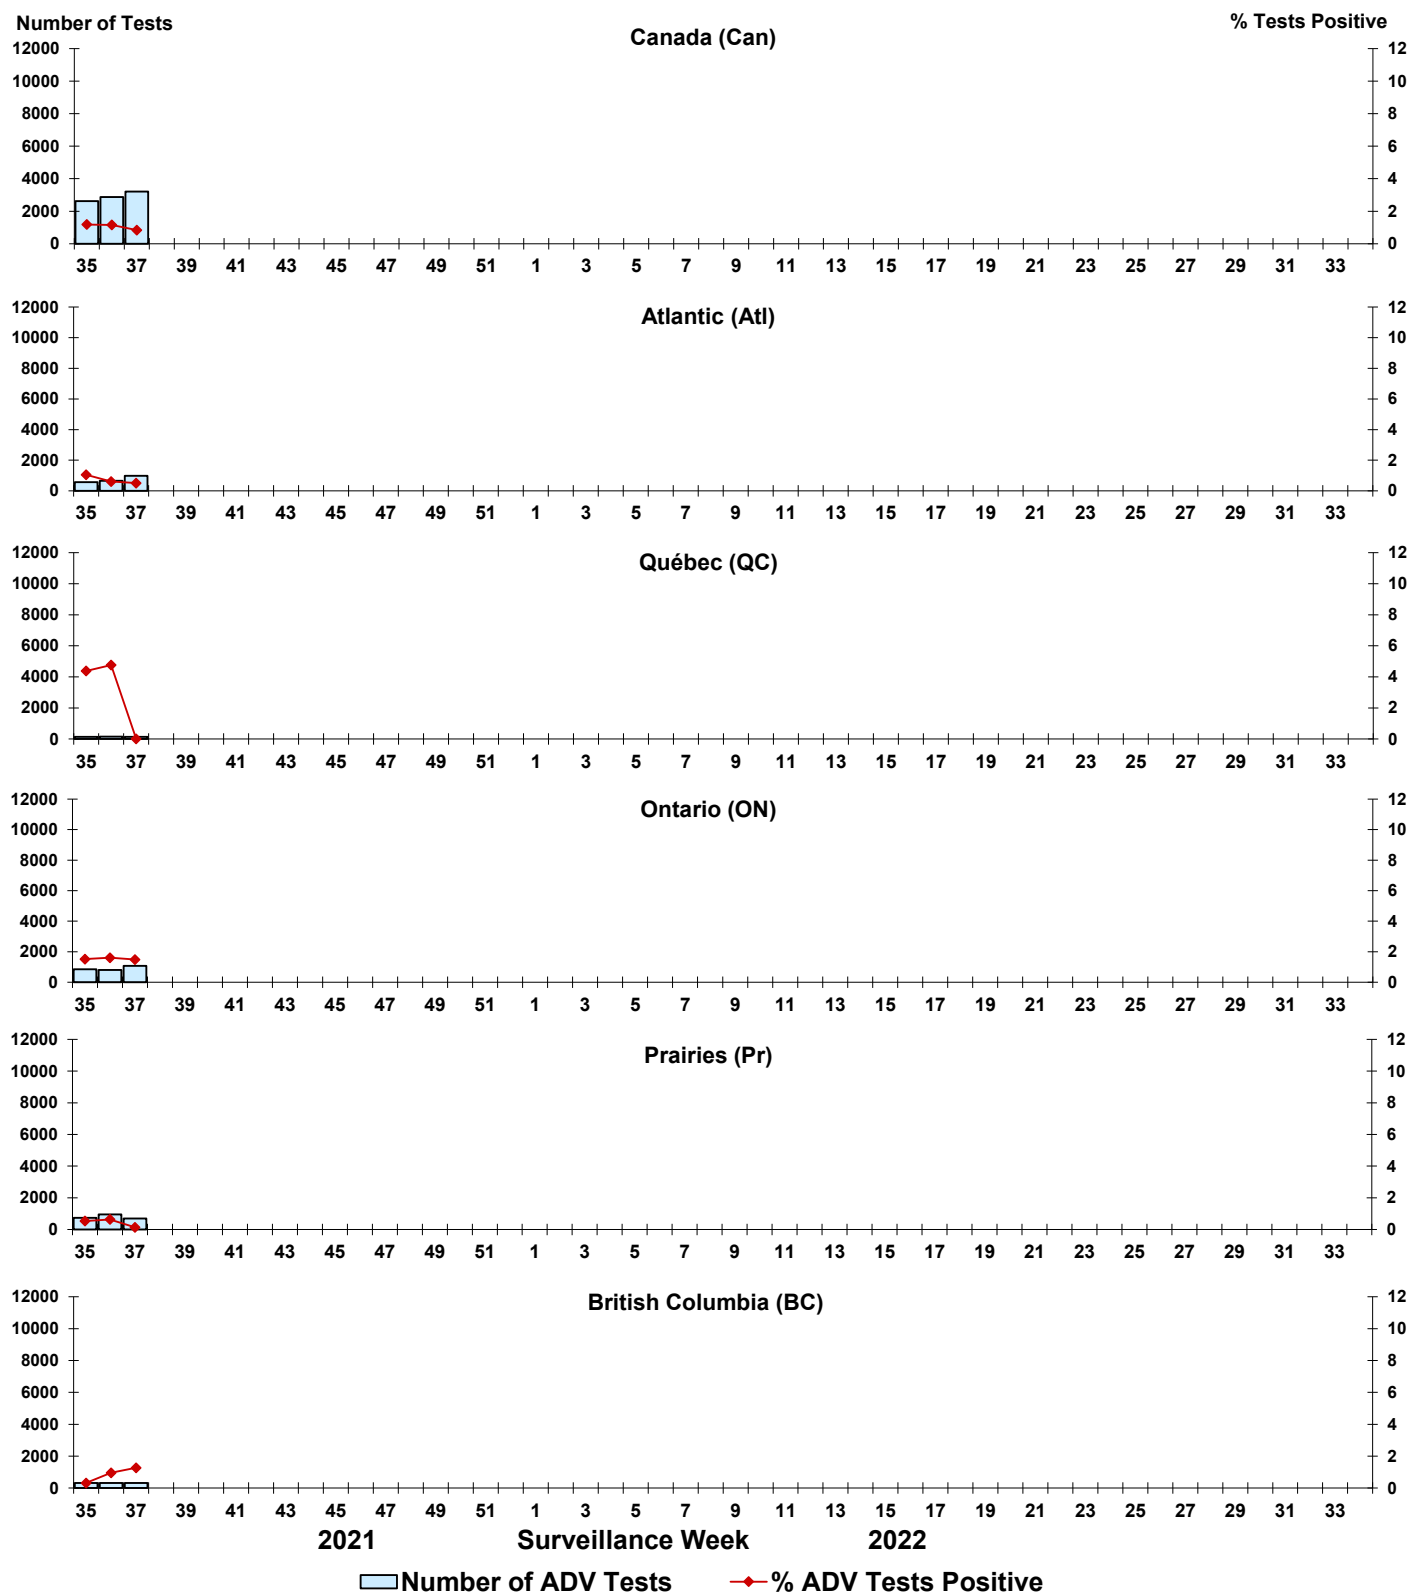 Number of Tests % Tests Positive
Canada (Can)
12000 12
10000 10
8000 8
6000 6
4000 4
2000 2
0 0
35 37 39 41 43 45 47 49 51 1 3 5 7 9 11 13 15 17 19 21 23 25 27 29 31 33
Atlantic (Atl)
12000 12
10000 10
8000 8
6000 6
4000 4
2000 2
0 0
35 37 39 41 43 45 47 49 51 1 3 5 7 9 11 13 15 17 19 21 23 25 27 29 31 33
Québec (QC)
12000 12
10000 10
8000 8
6000 6
4000 4
2000 2
0 0
35 37 39 41 43 45 47 49 51 1 3 5 7 9 11 13 15 17 19 21 23 25 27 29 31 33
Ontario (ON)
12000 12
10000 10
8000 8
6000 6
4000 4
2000 2
0 0
35 37 39 41 43 45 47 49 51 1 3 5 7 9 11 13 15 17 19 21 23 25 27 29 31 33
Prairies (Pr)
12000 12
10000 10
8000 8
6000 6
4000 4
2000 2
0 0
35 37 39 41 43 45 47 49 51 1 3 5 7 9 11 13 15 17 19 21 23 25 27 29 31 33
British Columbia (BC)
12000 12
10000 10
8000 8
6000 6
4000 4
2000 2
0 0
35 37 39 41 43 45 47 49 51 1 3 5 7 9 11 13 15 17 19 21 23 25 27 29 31 33
2021 Surveillance Week 2022
Number of ADV Tests % ADV Tests Positive